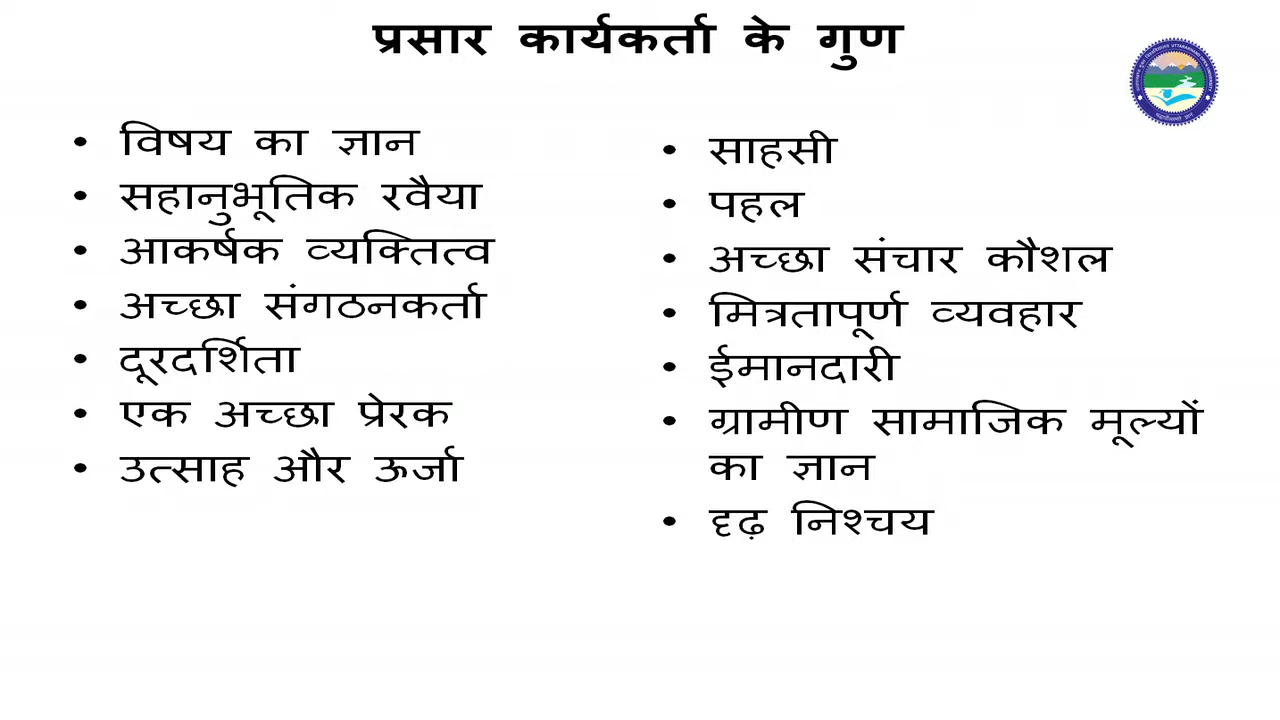 प्रसार कार्यकर्ता के गुण
• विषय का ज्ञान
• सहानुभूतिक रवैया
• आकर्षक व्यक्तित्व
• अच्छा संगठनकर्ता
• दूरदर्शिता
• एक अच्छा प्रेरक
• उत्साह और ऊर्जा
• साहसी
• पहल
• अच्छा संचार कौशल
• मित्रतापूर्ण व्यवहार
• ईमानदारी
• ग्रामीण सामाजिक मूल्यों
का ज्ञान
• दृढ़ निश्चय